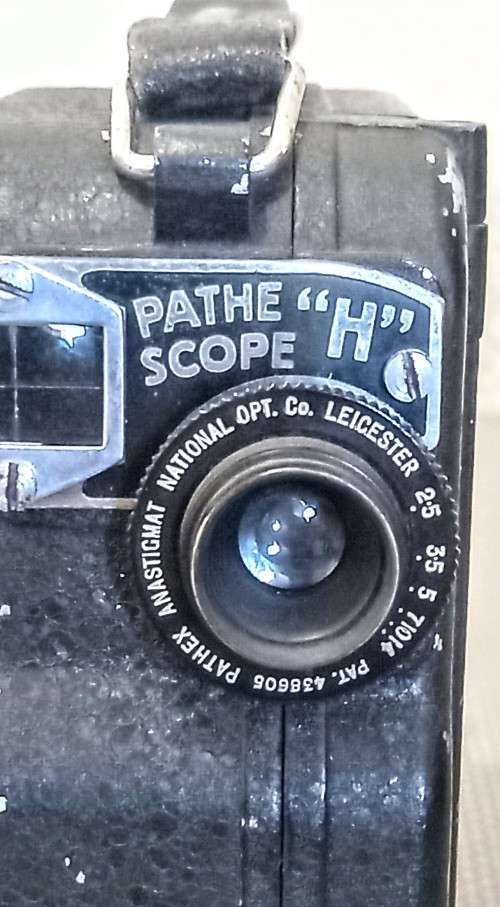 PATHE "H"
SCOPE
PATHEX ANASTIGMAT NATIONAL OPT. Co. LEICESTER 2.5 3.5 5 7 10 14 PAT. 438605